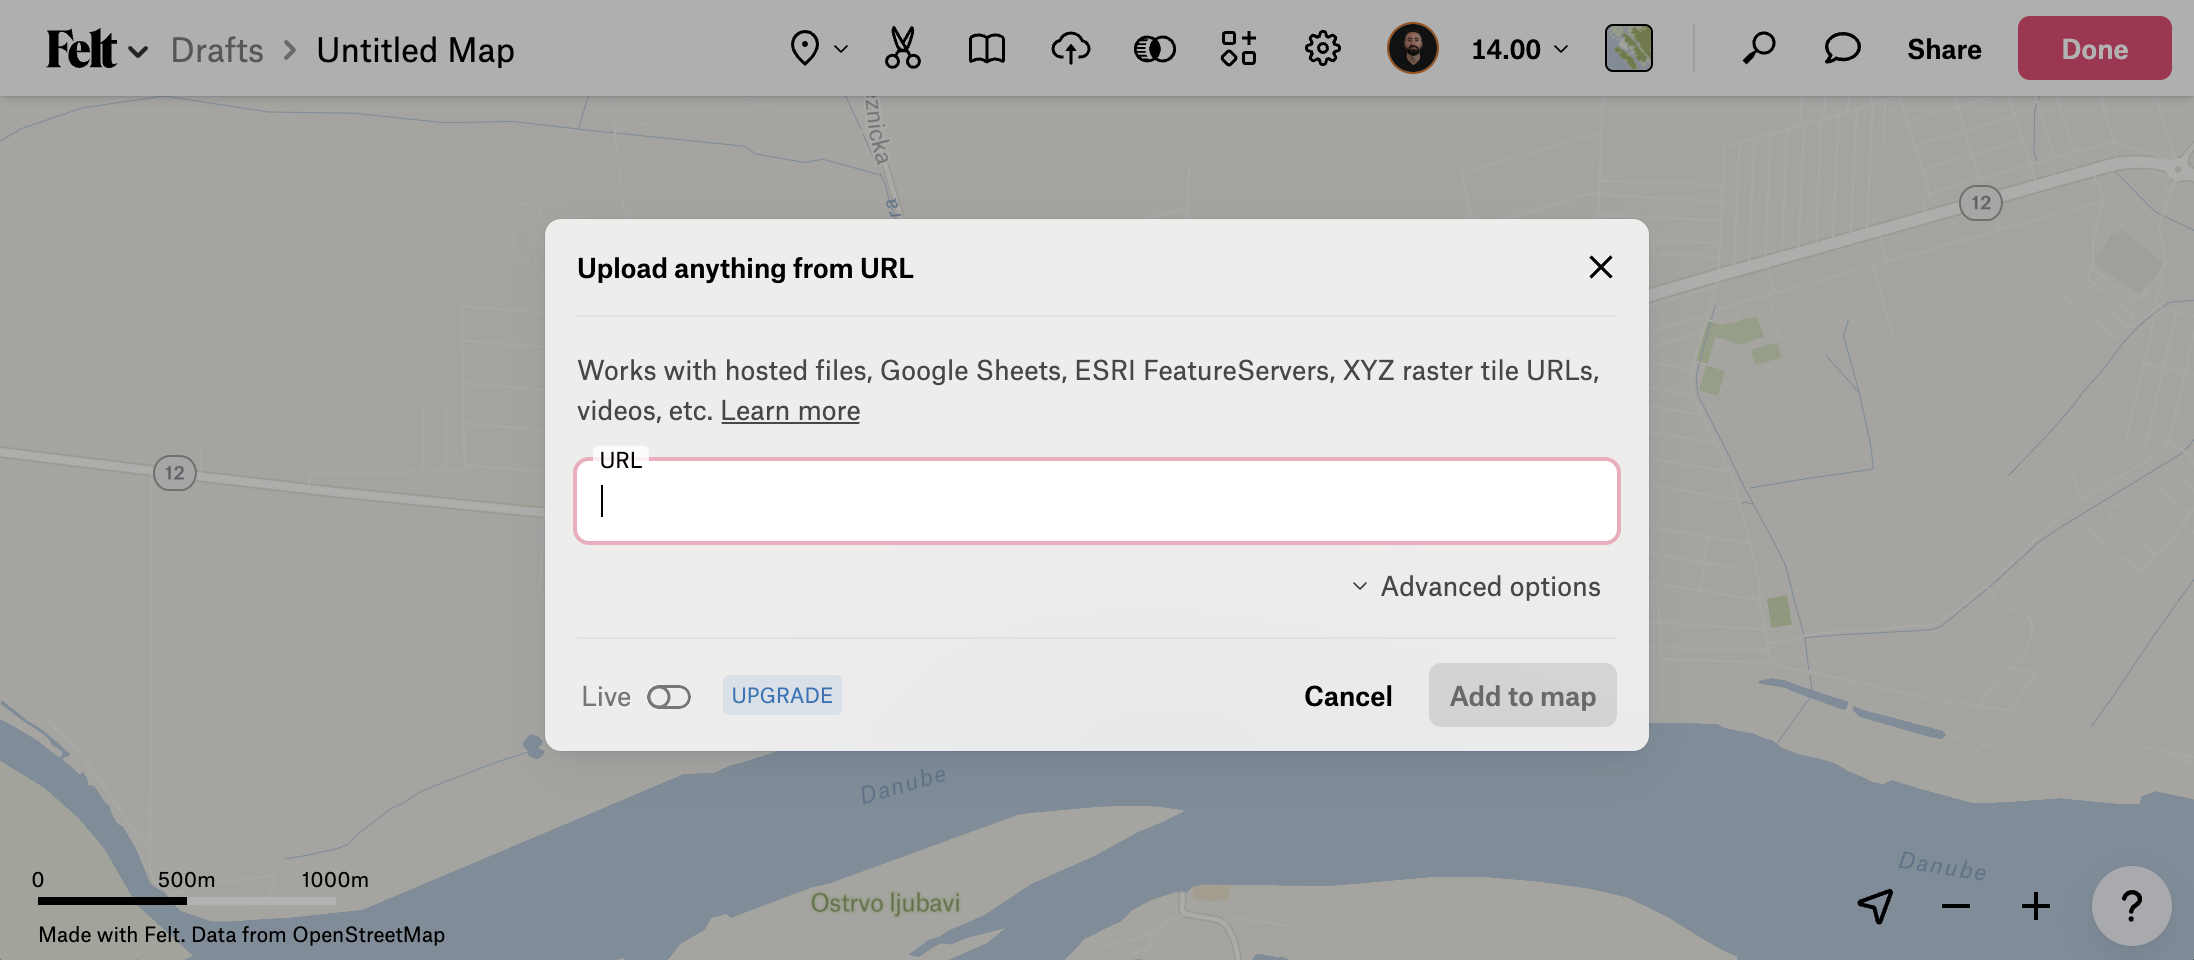 Felt Drafts > Untitled Map 14.00 Share Done
znicka
ra
12
Upload anything from URL
Works with hosted files, Google Sheets, ESRI FeatureServers, XYZ raster tile URLs,
videos, etc. Learn more
URL
12
Advanced options
Live UPGRADE Cancel Add to map
Danube
Danube
0 500m 1000m
Ostrvo ljubavi
?
Made with Felt. Data from OpenStreetMap